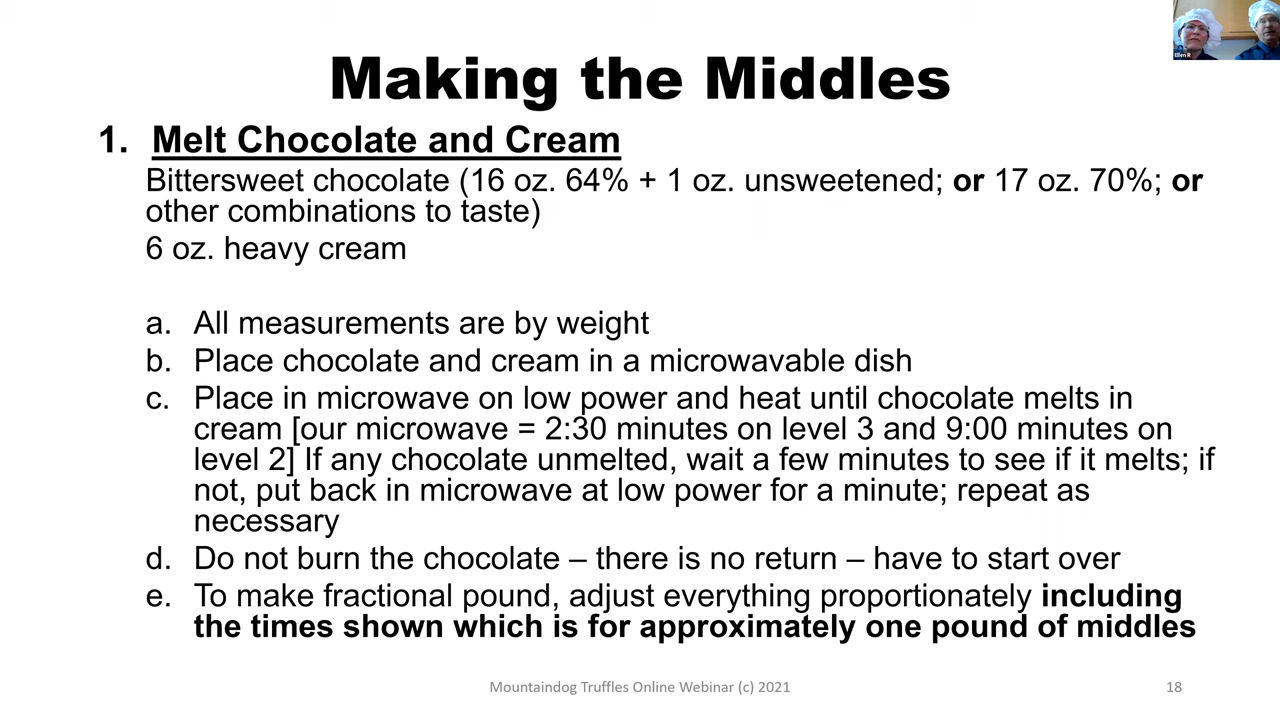 Making the Middles
1. Melt Chocolate and Cream
Bittersweet chocolate (16 oz. 64% + 1 oz. unsweetened; or 17 oz. 70%; or
other combinations to taste)
6 oz. heavy cream
a. All measurements are by weight
b. Place chocolate and cream in a microwavable dish
c. Place in microwave on low power and heat until chocolate melts in
cream [our microwave = 2:30 minutes on level 3 and 9:00 minutes on
level 2] If any chocolate unmelted, wait a few minutes to see if it melts; if
not, put back in microwave at low power for a minute; repeat as
necessary
d. Do not burn the chocolate – there is no return – have to start over
e. To make fractional pound, adjust everything proportionately including
the times shown which is for approximately one pound of middles
Mountaindog Truffles Online Webinar (c) 2021
18
Ellen R